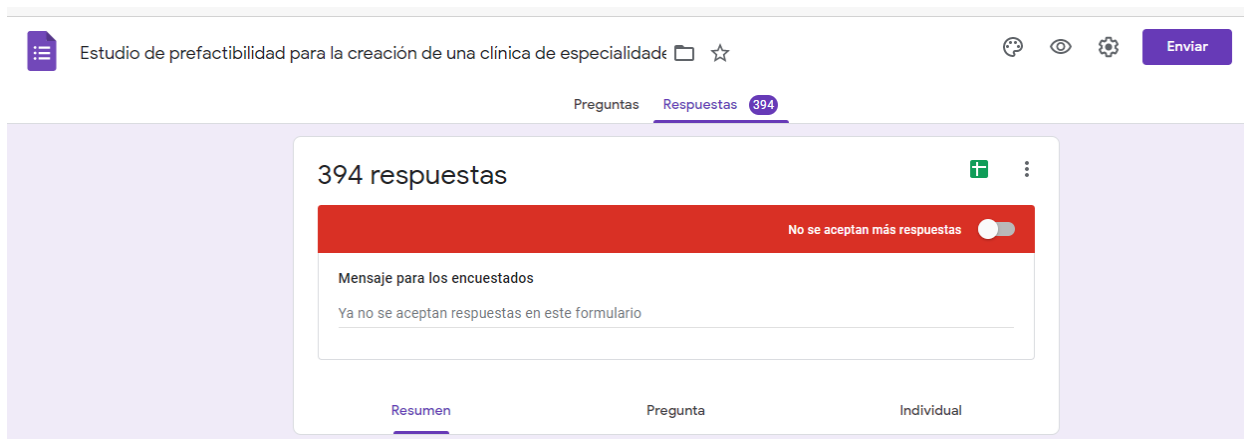 Estudio de prefactibilidad para la creación de una clínica de especialidade
Enviar
Preguntas Respuestas 394
394 respuestas
No se aceptan más respuestas
Mensaje para los encuestados
Ya no se aceptan respuestas en este formulario
Resumen Pregunta Individual